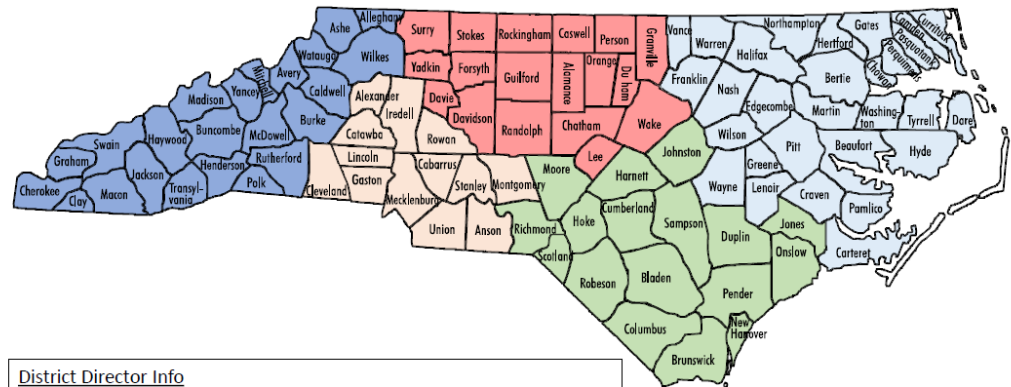 Ashe
Alleghany
Surry
Stokes
Rockingham
Caswell
Person
Granville
Vance
Warren
Northampton
Gates
Camden
Currituck
Pasquotank
Perquimans
Chowan
Hertford
Halifax
Watauga
Wilkes
Yadkin
Forsyth
Guilford
Alamance
Orange
Durham
Franklin
Nash
Bertie
Mitchell
Avery
Caldwell
Alexander
Iredell
Davie
Davidson
Randolph
Chatham
Wake
Edgecombe
Martin
Washing-
ton
Tyrrell
Dare
Madison
Yancey
Burke
Catawba
Rowan
Wilson
Pitt
Beaufort
Hyde
Haywood
Buncombe
McDowell
Lincoln
Lee
Johnston
Swain
Graham
Jackson
Henderson
Rutherford
Polk
Cleveland
Gaston
Cabarrus
Stanley
Montgomery
Moore
Harnett
Wayne
Greene
Lenoir
Craven
Pamlico
Cherokee
Clay
Macon
Transyl-
vania
Mecklenburg
Union
Anson
Richmond
Hoke
Cumberland
Sampson
Duplin
Jones
Onslow
Carteret
Scotland
Robeson
Bladen
Pender
Columbus
New
Hanover
Brunswick
District Director Info